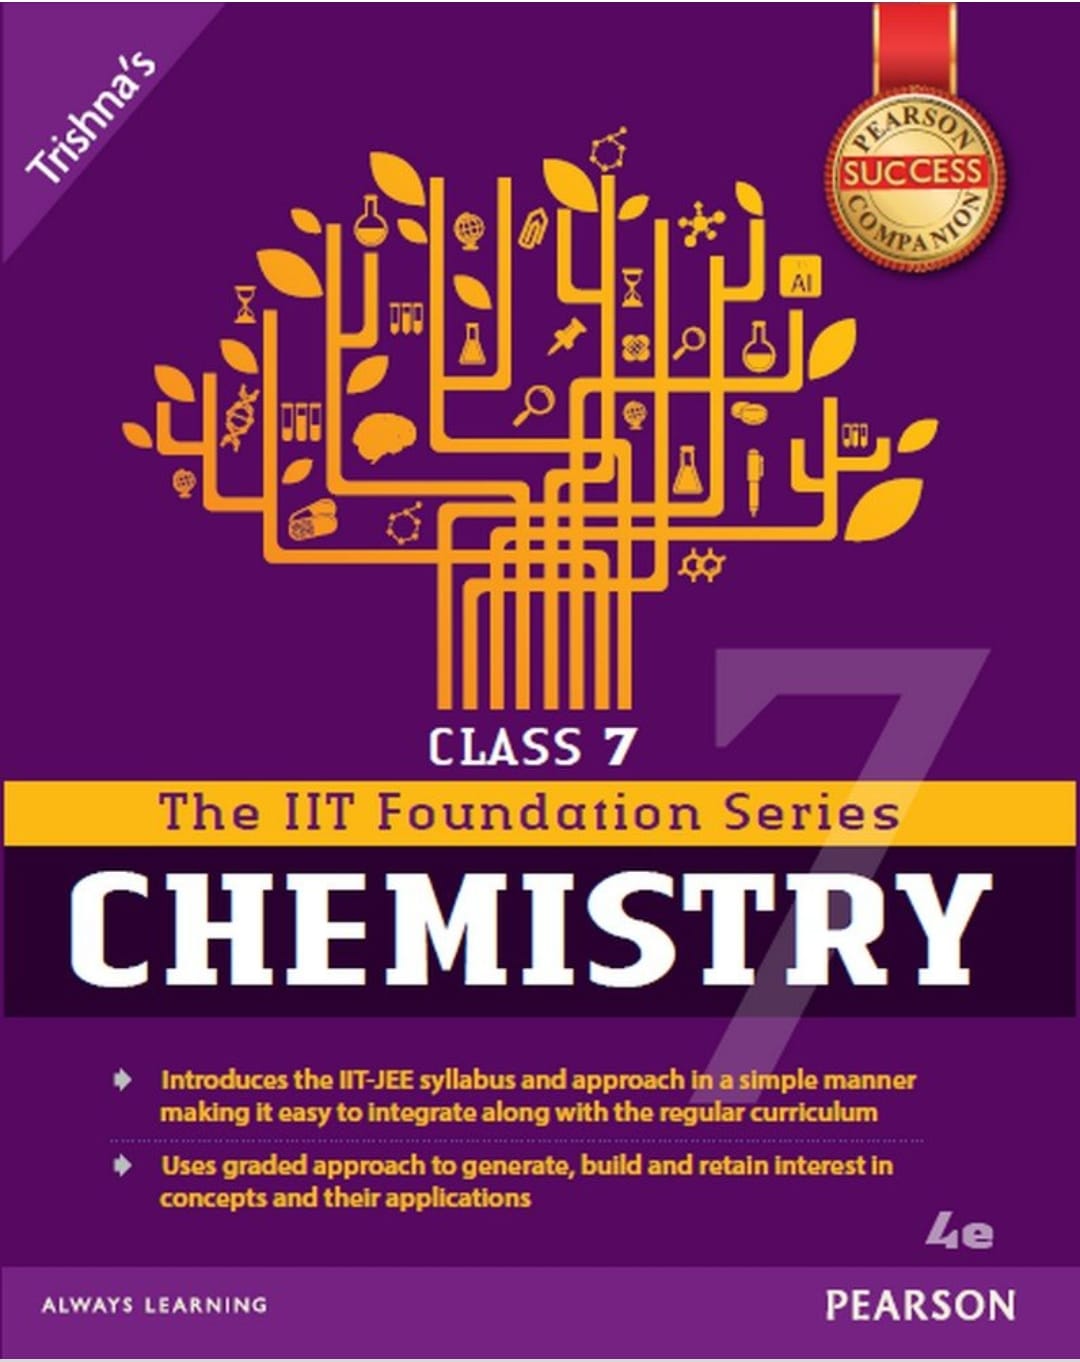 Trishna's
PEARSON
SUCCESS
COMPANION
Al
CLASS 7
7
The IIT Foundation Series
CHEMISTRY
Introduces the IIT-JEE syllabus and approach in a simple manner
making it easy to integrate along with the regular curriculum
Uses graded approach to generate, build and retain interest in
concepts and their applications
4e
ALWAYS LEARNING
PEARSON